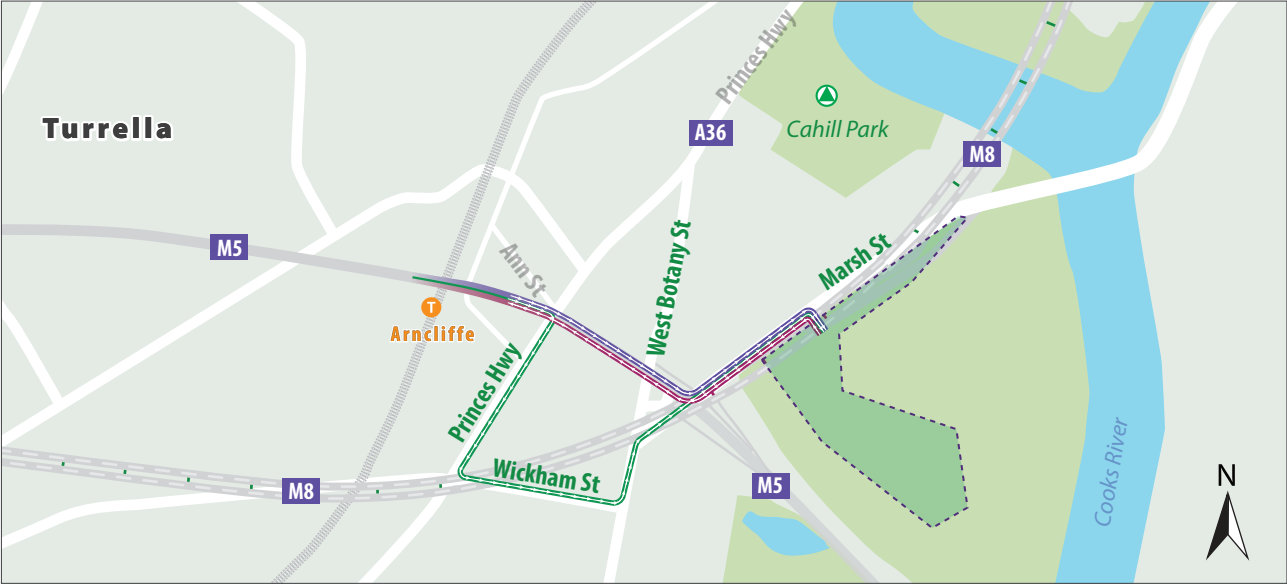 Princes Hwy
Turrella
A36
Cahill Park
M8
M5
Ann St
West Botany St
Marsh St
T
Arncliffe
Princes Hwy
Wickham St
M8
M5
Cooks River
N